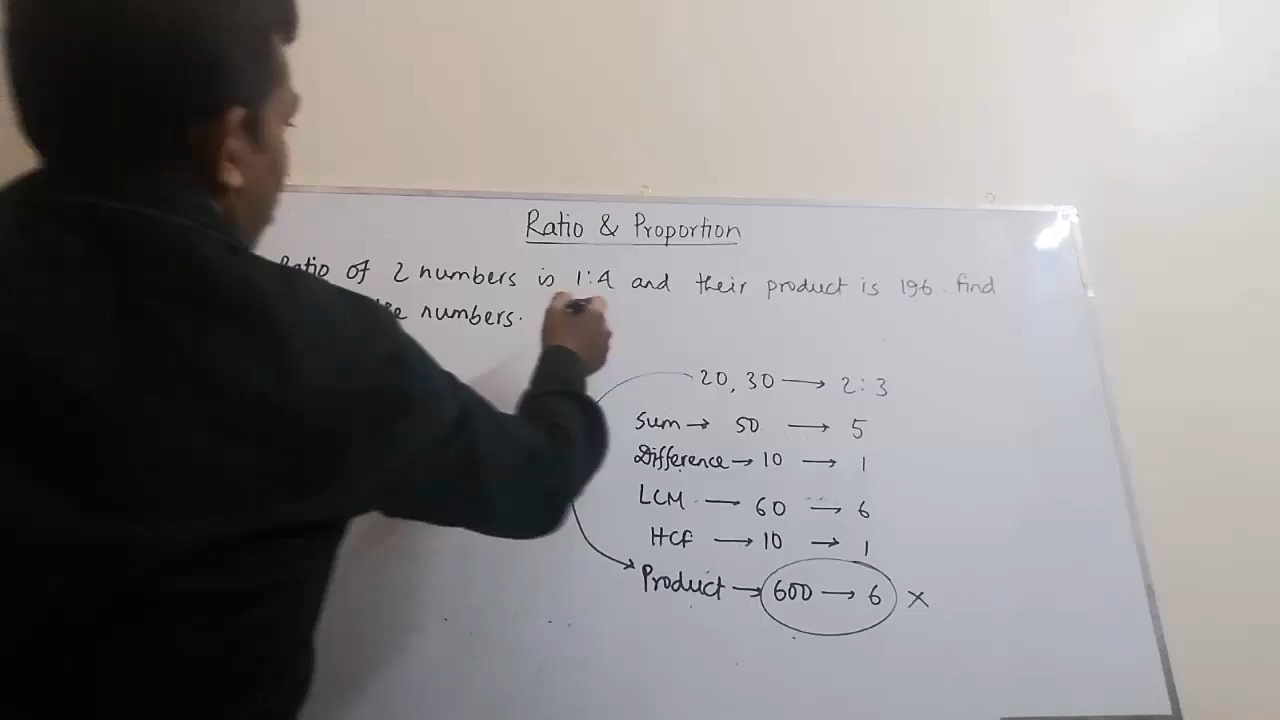 Ratio & Proportion
Ratio of 2 numbers is 1:4 and their product is 196. find
numbers.
20, 30 → 2:3
Sum → 50 → 5
Difference → 10 → 1
LCM → 60 → 6
HCF → 10 → 1
Product → 600 → 6 ×